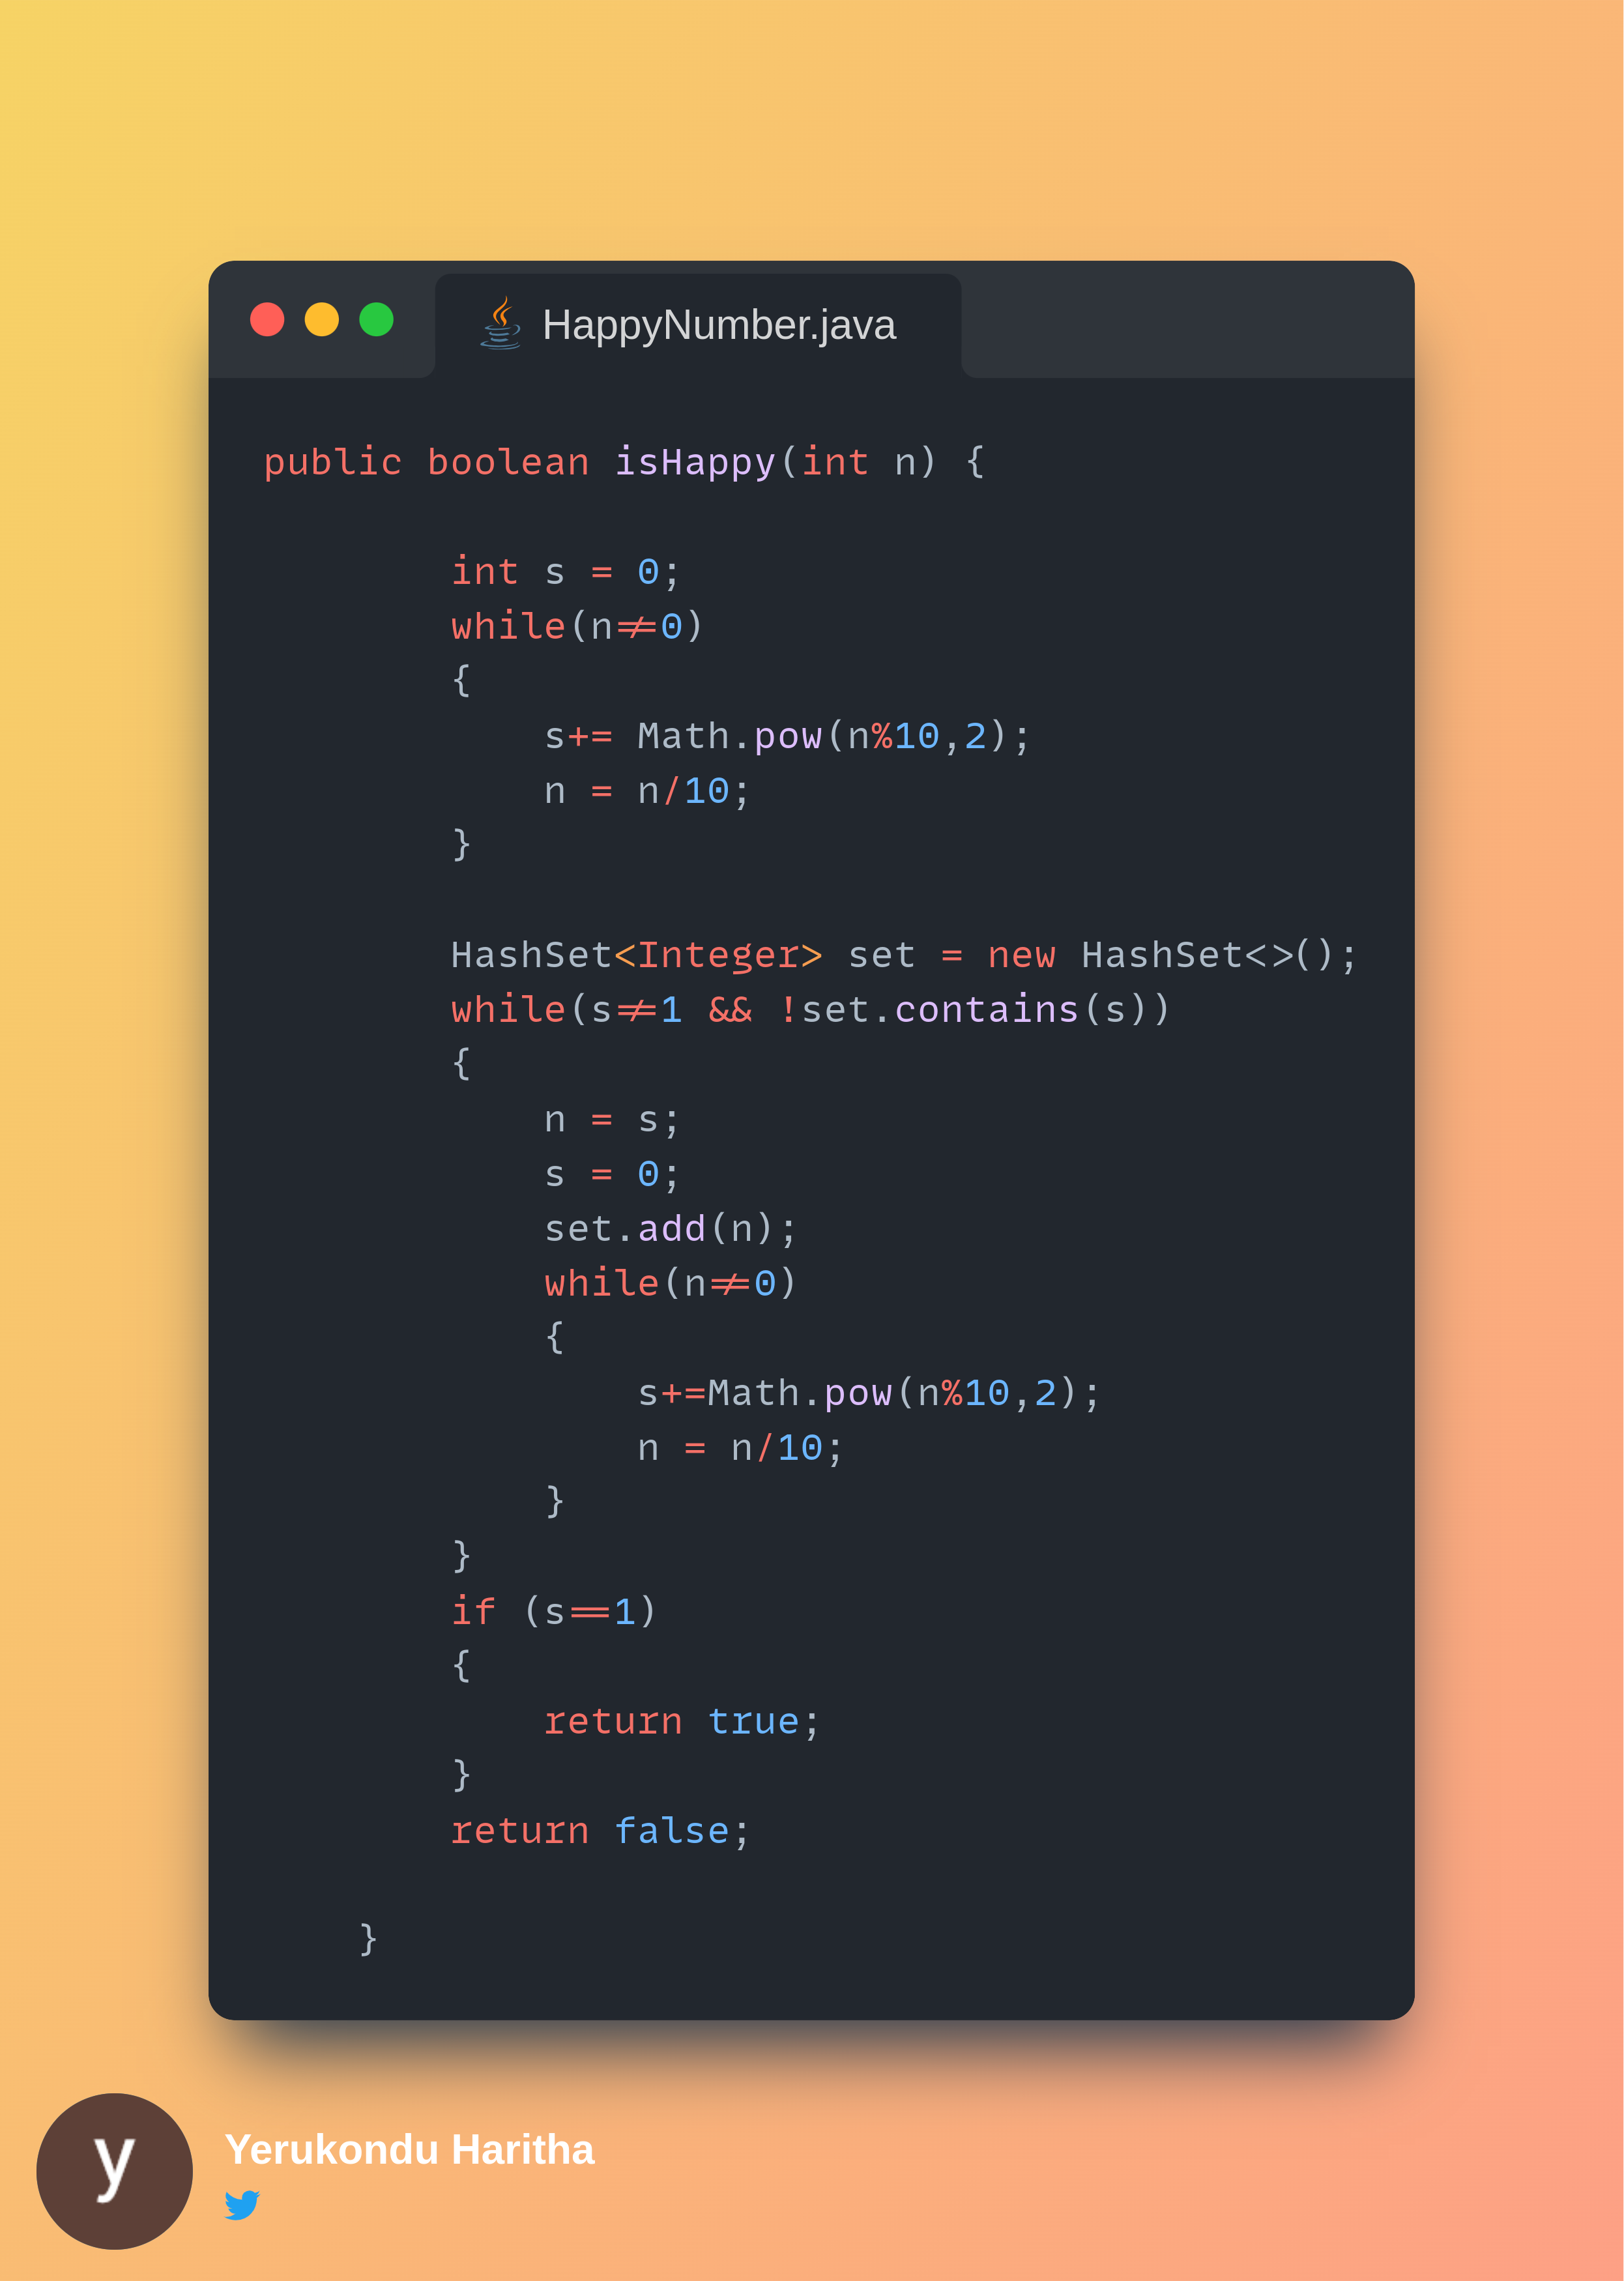 HappyNumber.java
public boolean isHappy(int n) {
int s = 0;
while(n!=0)
{
s+= Math.pow(n%10,2);
n = n/10;
}
HashSet<Integer> set = new HashSet<>();
while(s!=1 && !set.contains(s))
{
n = s;
s = 0;
set.add(n);
while(n!=0)
{
s+=Math.pow(n%10,2);
n = n/10;
}
}
if (s==1)
{
return true;
}
return false;
}
y
Yerukondu Haritha